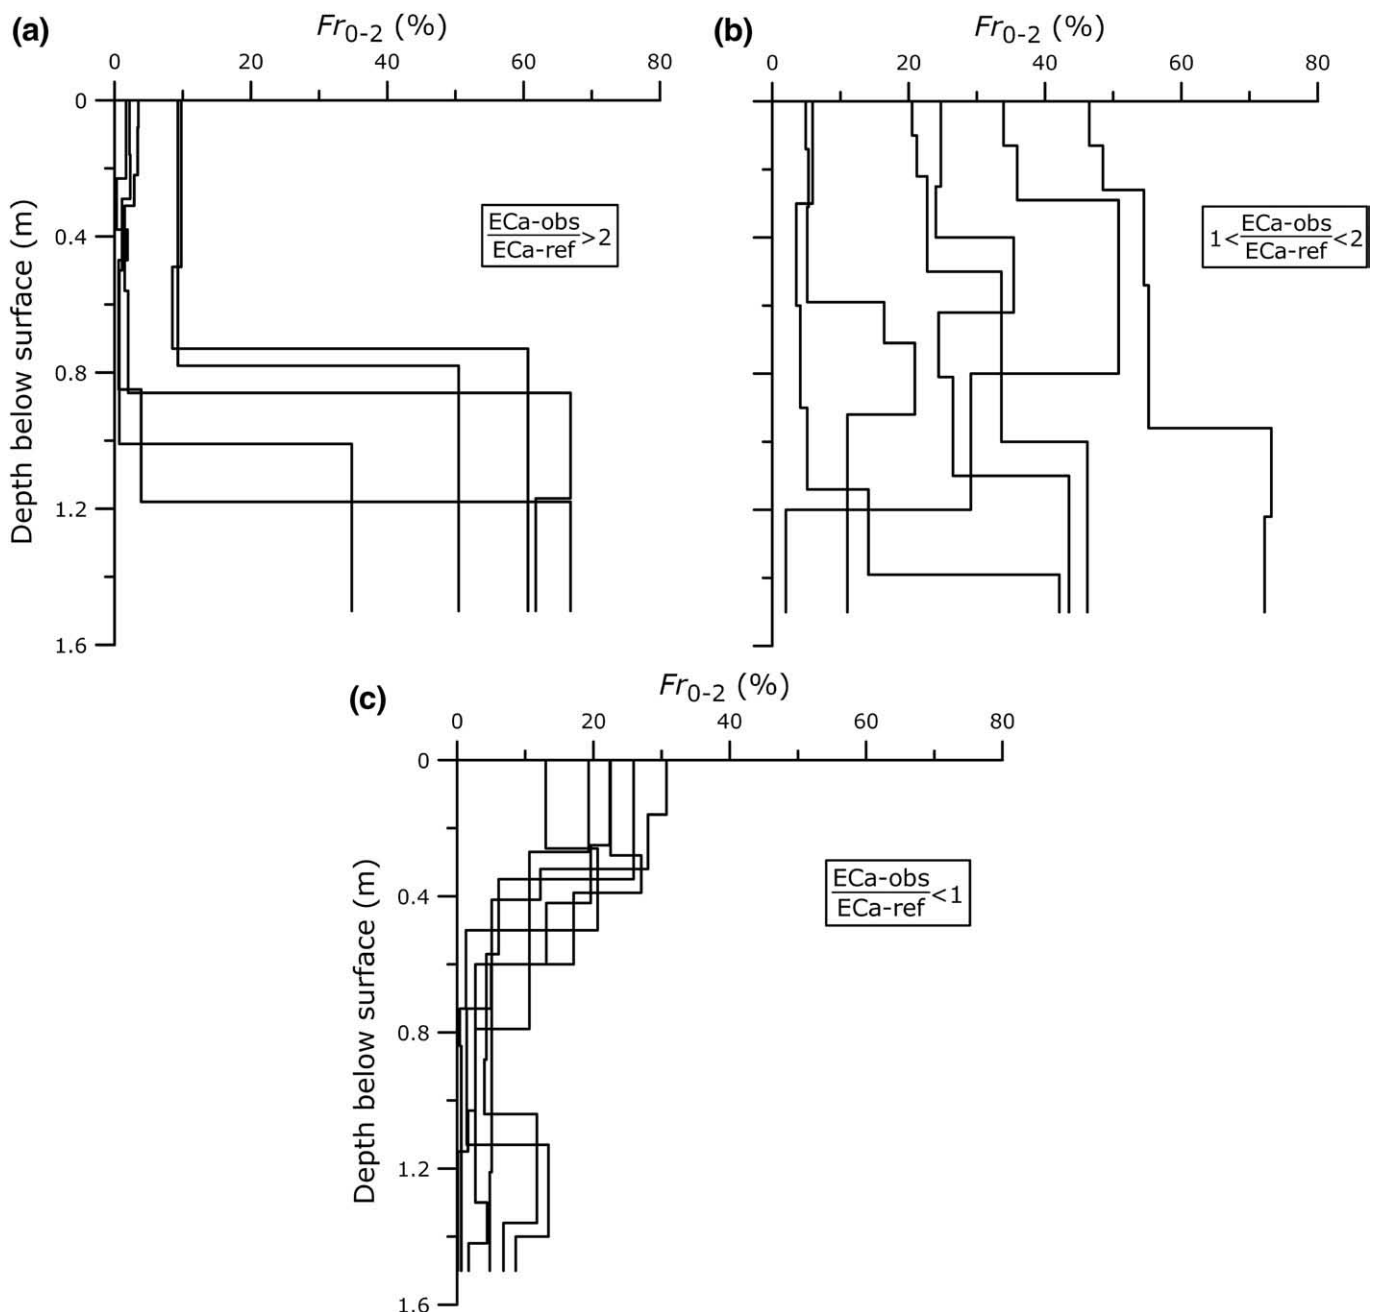 (a)
Fr0-2 (%)
0 20 40 60 80
0
0.4
0.8
1.2
1.6
Depth below surface (m)
ECa-obs
ECa-ref >2
(b)
Fr0-2 (%)
0 20 40 60 80
1< ECa-obs <2
ECa-ref
(c)
Fr0-2 (%)
0 20 40 60 80
0
0.4
0.8
1.2
1.6
Depth below surface (m)
ECa-obs
ECa-ref <1